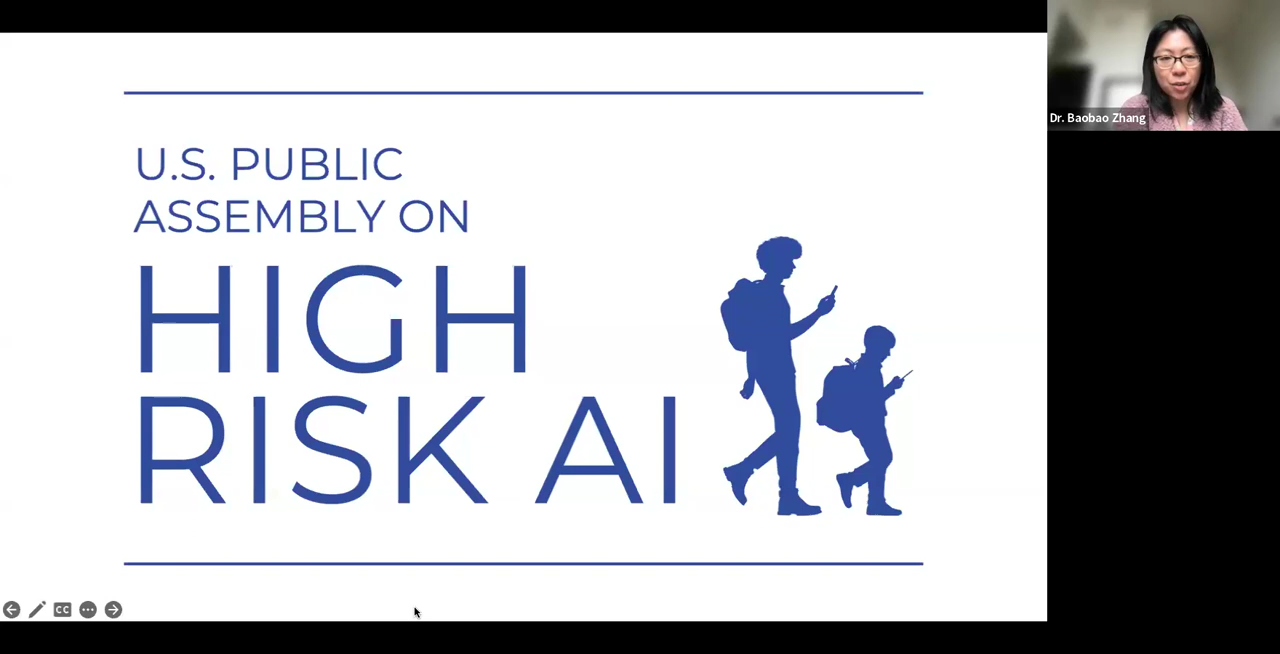 U.S. PUBLIC
ASSEMBLY ON
HIGH
RISK AI
Dr. Baobao Zhang
CC